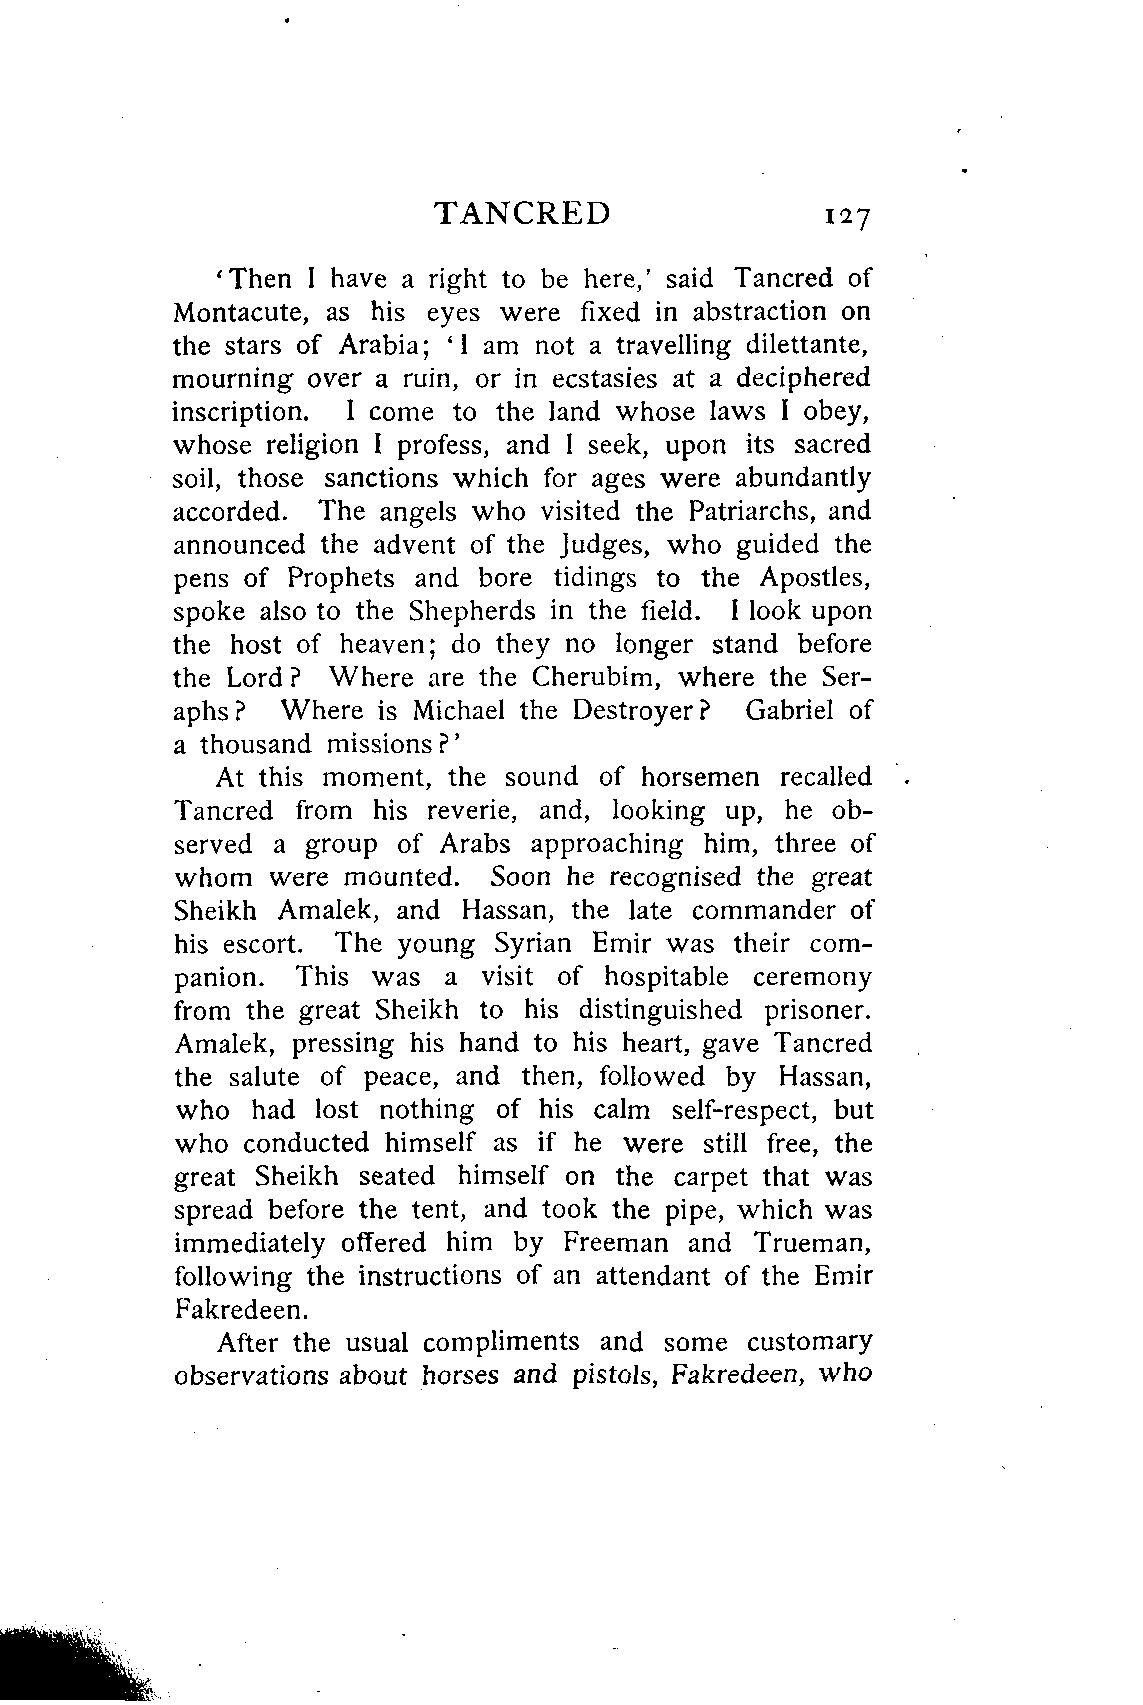 TANCRED 127
‘Then I have a right to be here,’ said Tancred of
Montacute, as his eyes were fixed in abstraction on
the stars of Arabia; ‘I am not a travelling dilettante,
mourning over a ruin, or in ecstasies at a deciphered
inscription. I come to the land whose laws I obey,
whose religion I profess, and I seek, upon its sacred
soil, those sanctions which for ages were abundantly
accorded. The angels who visited the Patriarchs, and
announced the advent of the Judges, who guided the
pens of Prophets and bore tidings to the Apostles,
spoke also to the Shepherds in the field. I look upon
the host of heaven; do they no longer stand before
the Lord? Where are the Cherubim, where the Ser-
aphs? Where is Michael the Destroyer? Gabriel of
a thousand missions?’
At this moment, the sound of horsemen recalled
Tancred from his reverie, and, looking up, he ob-
served a group of Arabs approaching him, three of
whom were mounted. Soon he recognised the great
Sheikh Amalek, and Hassan, the late commander of
his escort. The young Syrian Emir was their com-
panion. This was a visit of hospitable ceremony
from the great Sheikh to his distinguished prisoner.
Amalek, pressing his hand to his heart, gave Tancred
the salute of peace, and then, followed by Hassan,
who had lost nothing of his calm self-respect, but
who conducted himself as if he were still free, the
great Sheikh seated himself on the carpet that was
spread before the tent, and took the pipe, which was
immediately offered him by Freeman and Trueman,
following the instructions of an attendant of the Emir
Fakredeen.
After the usual compliments and some customary
observations about horses and pistols, Fakredeen, who